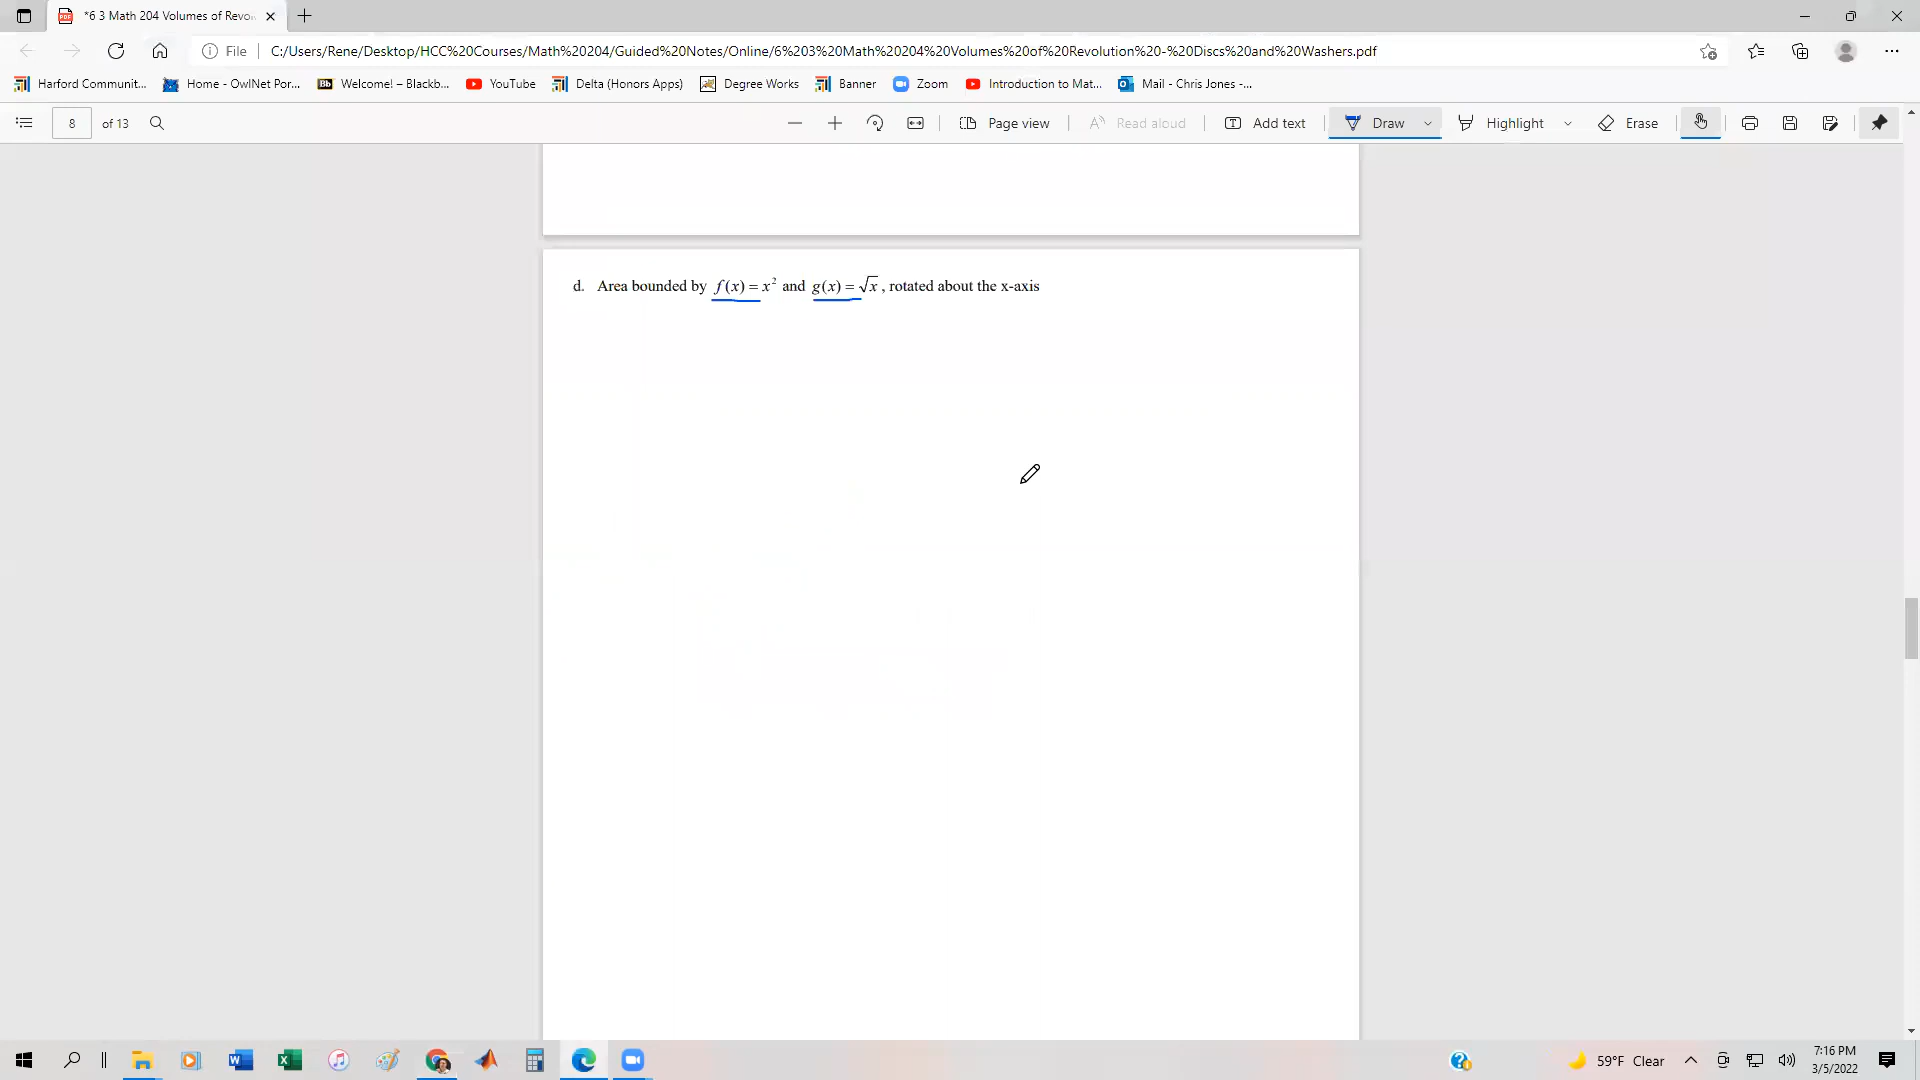 *6 3 Math 204 Volumes of Revo
File
C:/Users/Rene/Desktop/HCC%20Courses/Math%20204/Guided%20Notes/Online/6%203%20Math%20204%20Volumes%20of%20Revolution%20-%20Discs%20and%20Washers.pdf
Harford Communit... Home - OwlNet Por... Bb Welcome! – Blackb... YouTube Delta (Honors Apps) Degree Works Banner Zoom Introduction to Mat... Mail - Chris Jones -...
8 of 13 Page view Read aloud Add text Draw Highlight Erase
d. Area bounded by f(x) = x² and g(x) = √x, rotated about the x-axis
59°F Clear 7:16 PM
3/5/2022